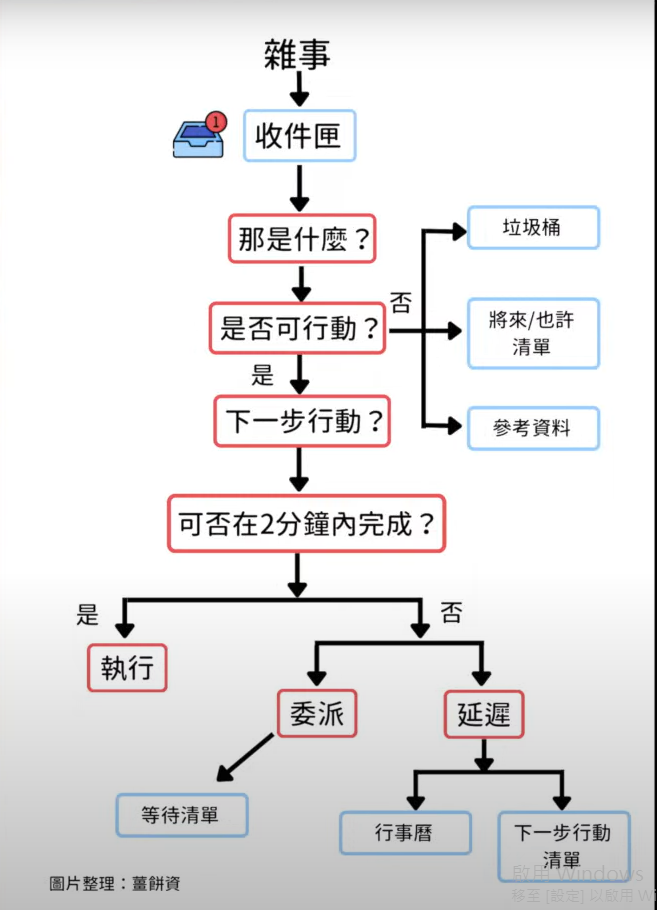 雜事
1
收件匣
那是什麼？
垃圾桶
否
是否可行動？
將來/也許
清單
是
下一步行動？
參考資料
可否在2分鐘內完成？
是
否
執行
委派
延遲
等待清單
行事曆
下一步行動
清單
圖片整理：薑餅資
啟用 Windows
移至 [設定] 以啟用 Wi